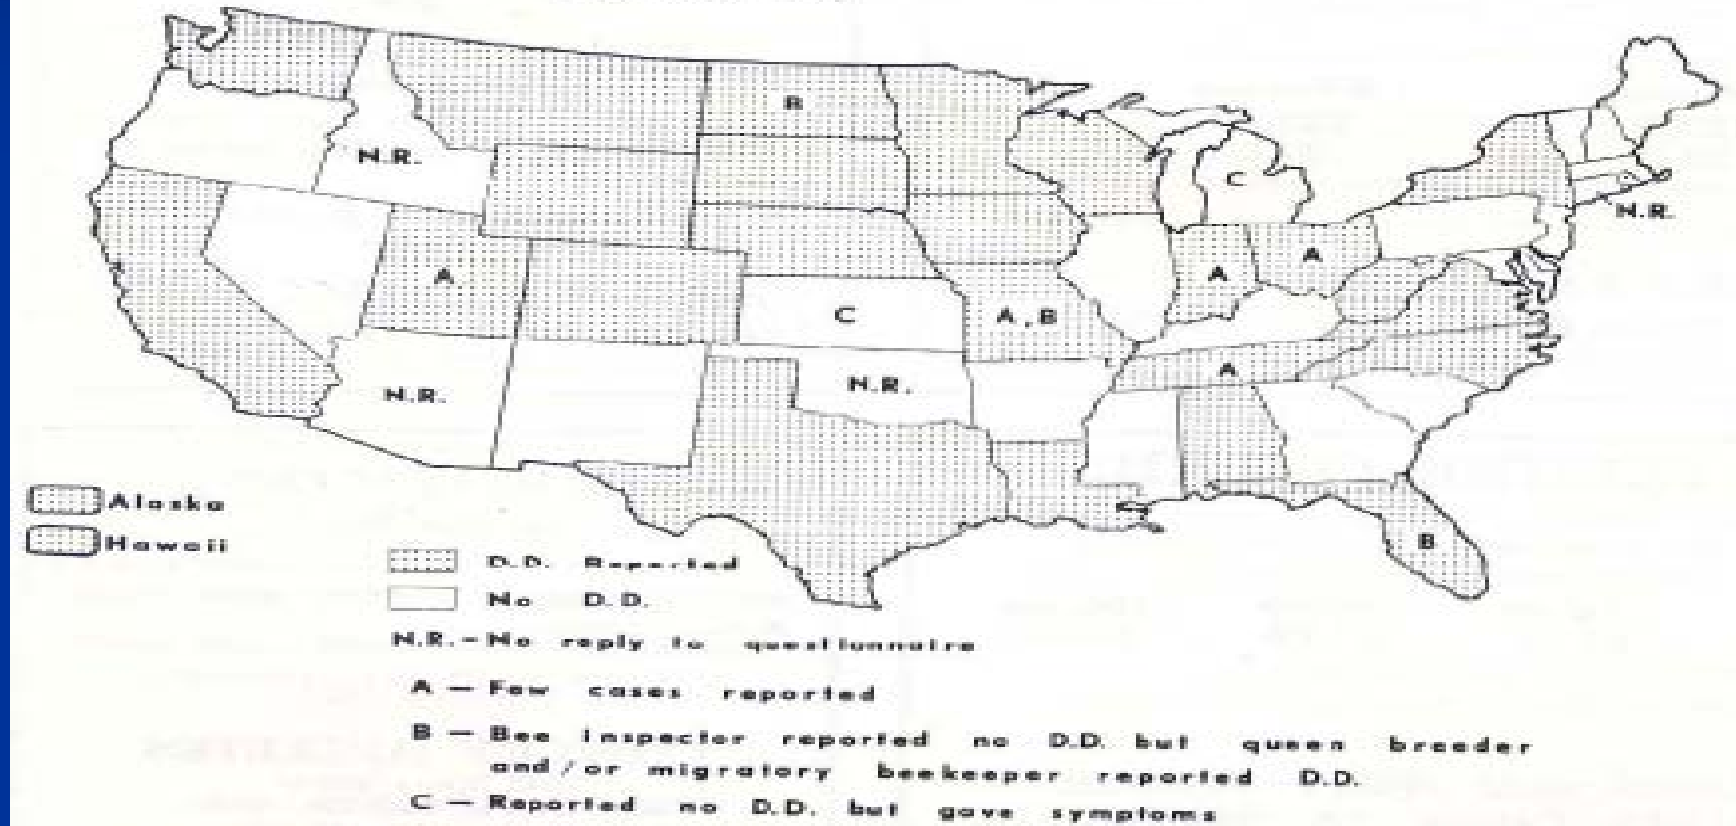 B
N.R.
C
N.R.
A
A
A
C
A,B
A
N.R.
N.R.
B
Alaska
Hawaii
D.D. Reported
No D.D.
N.R. - No reply to questionnaire
A — Few cases reported
B — Bee inspector reported no D.D. but queen breeder
and/or migratory beekeeper reported D.D.
C — Reported no D.D. but gave symptoms